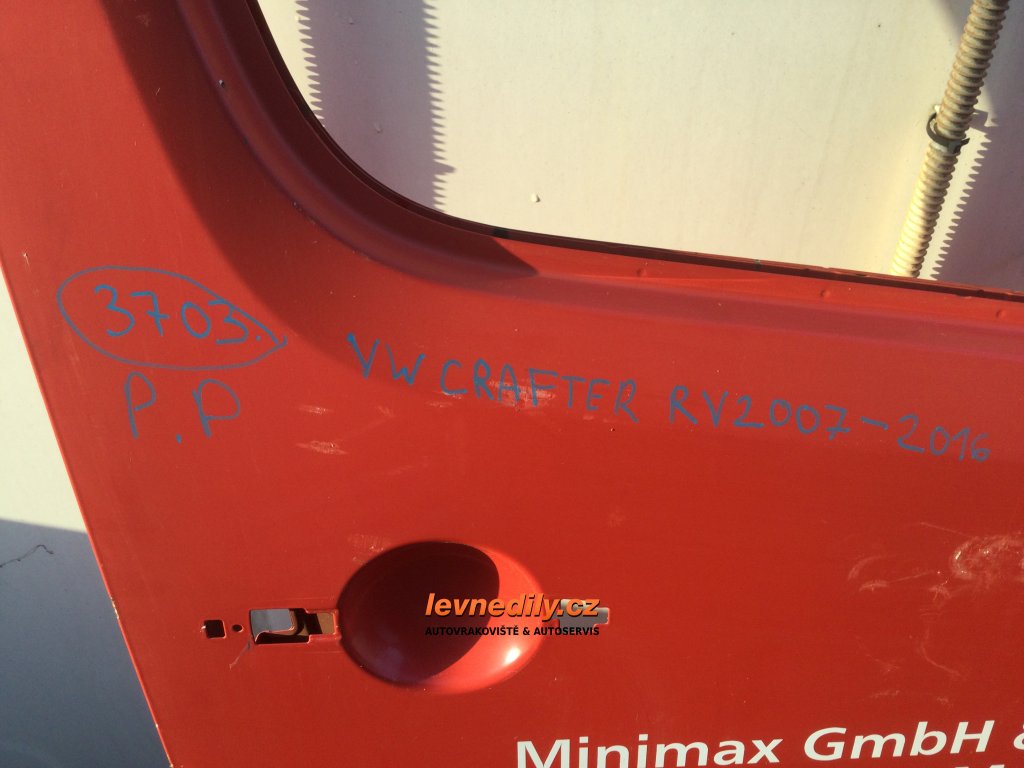 3703.
P.P
VW CRAFTER RV2007-2016
levnedily.cz
AUTOVRAKOVIŠTĚ & AUTOSERVIS
Minimax GmbH &